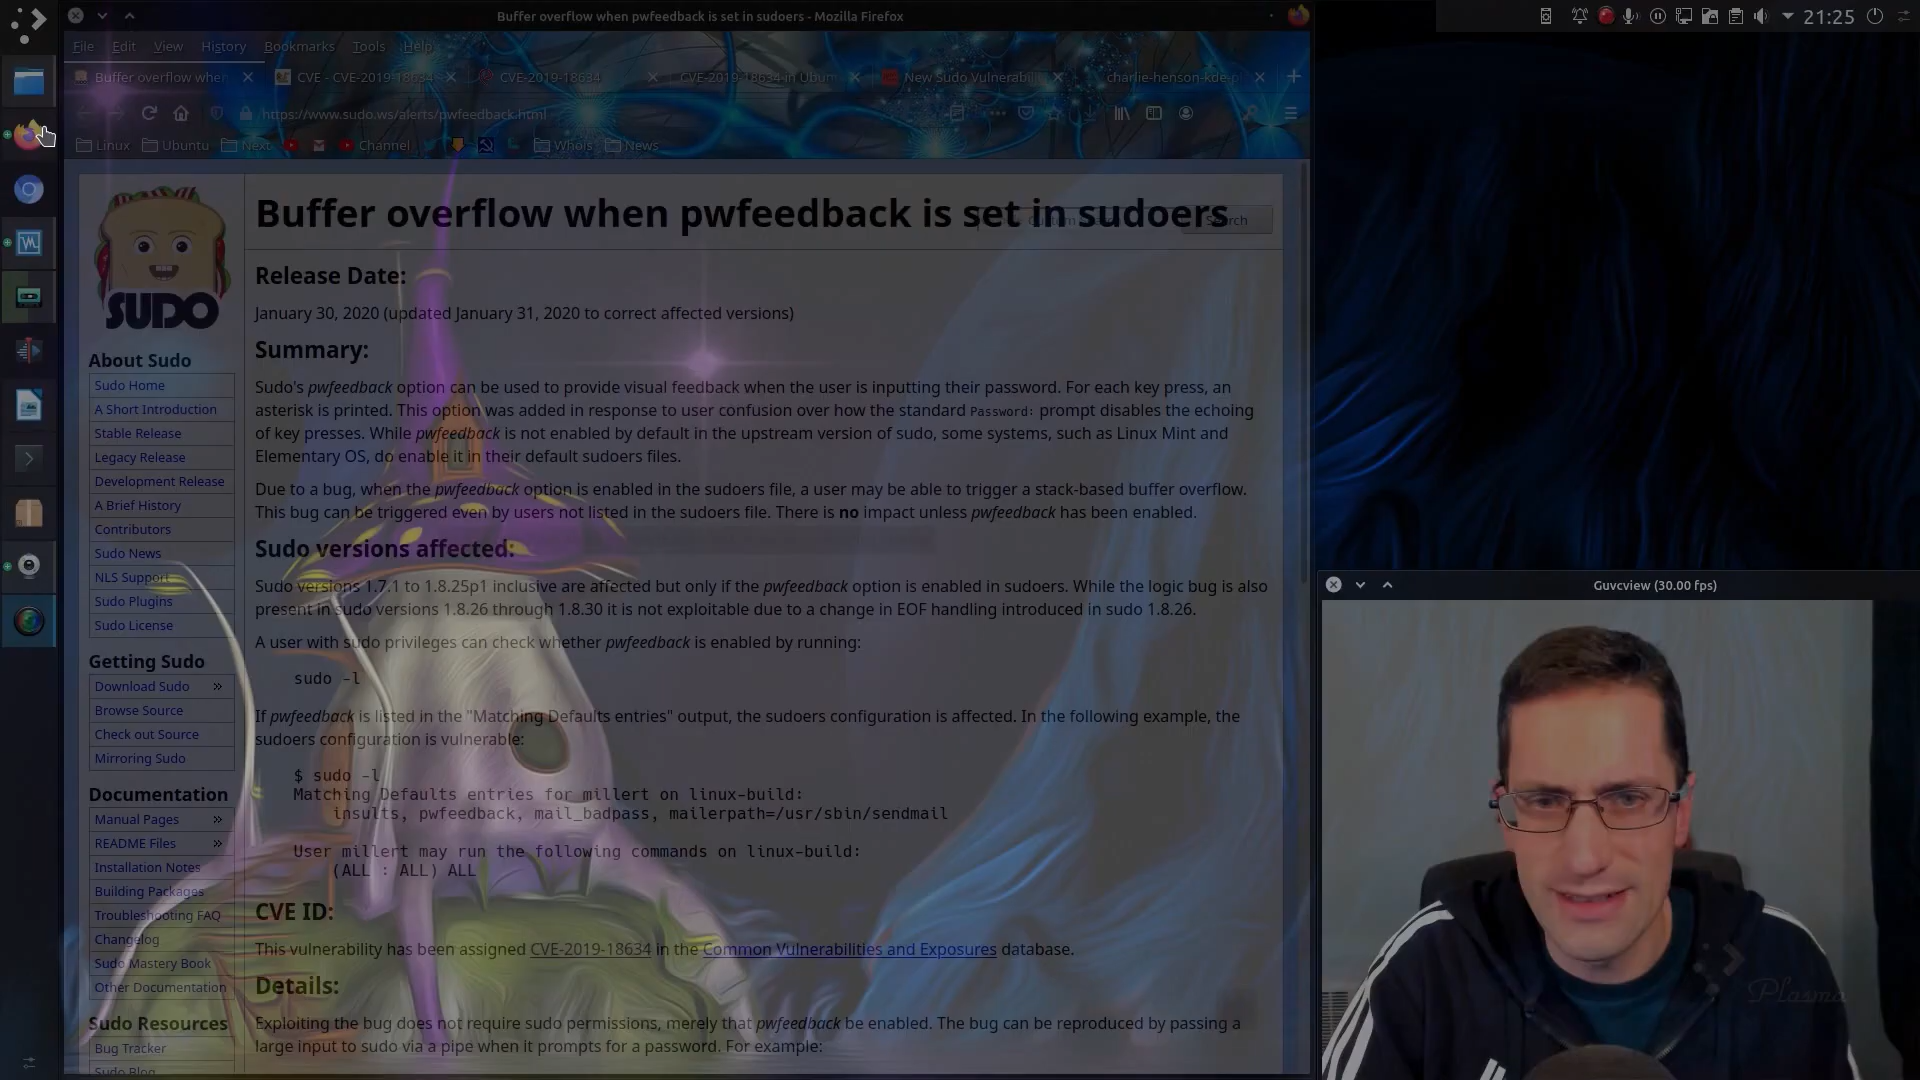 Buffer overflow when pwfeedback is set in sudoers - Mozilla Firefox
21:25
File Edit View History Bookmarks Tools Help
Buffer overflow when
CVE - CVE-2019-18634
CVE-2019-18634
CVE-2019-18634 in Ubun
New Sudo Vulnerabili
charlie-henson-kde-pl
https://www.sudo.ws/alerts/pwfeedback.html
Linux Ubuntu Next Channel Whois News
SUDO
Buffer overflow when pwfeedback is set in sudoers
Search
Release Date:
January 30, 2020 (updated January 31, 2020 to correct affected versions)
Summary:
Sudo's pwfeedback option can be used to provide visual feedback when the user is inputting their password. For each key press, an
asterisk is printed. This option was added in response to user confusion over how the standard Password: prompt disables the echoing
of key presses. While pwfeedback is not enabled by default in the upstream version of sudo, some systems, such as Linux Mint and
Elementary OS, do enable it in their default sudoers files.
Due to a bug, when the pwfeedback option is enabled in the sudoers file, a user may be able to trigger a stack-based buffer overflow.
This bug can be triggered even by users not listed in the sudoers file. There is no impact unless pwfeedback has been enabled.
Sudo versions affected:
Sudo versions 1.7.1 to 1.8.25p1 inclusive are affected but only if the pwfeedback option is enabled in sudoers. While the logic bug is also
present in sudo versions 1.8.26 through 1.8.30 it is not exploitable due to a change in EOF handling introduced in sudo 1.8.26.
A user with sudo privileges can check whether pwfeedback is enabled by running:
sudo -l
If pwfeedback is listed in the "Matching Defaults entries" output, the sudoers configuration is affected. In the following example, the
sudoers configuration is vulnerable:
$ sudo -l
Matching Defaults entries for millert on linux-build:
insults, pwfeedback, mail_badpass, mailerpath=/usr/sbin/sendmail
User millert may run the following commands on linux-build:
(ALL : ALL) ALL
CVE ID:
This vulnerability has been assigned CVE-2019-18634 in the Common Vulnerabilities and Exposures database.
Details:
Exploiting the bug does not require sudo permissions, merely that pwfeedback be enabled. The bug can be reproduced by passing a
large input to sudo via a pipe when it prompts for a password. For example:
About Sudo
Sudo Home
A Short Introduction
Stable Release
Legacy Release
Development Release
A Brief History
Contributors
Sudo News
NLS Support
Sudo Plugins
Sudo License
Getting Sudo
Download Sudo »
Browse Source
Check out Source
Mirroring Sudo
Documentation
Manual Pages »
README Files »
Installation Notes
Building Packages
Troubleshooting FAQ
Changelog
Sudo Mastery Book
Other Documentation
Sudo Resources
Bug Tracker
Sudo Blog
Guvcview (30.00 fps)
Plasma